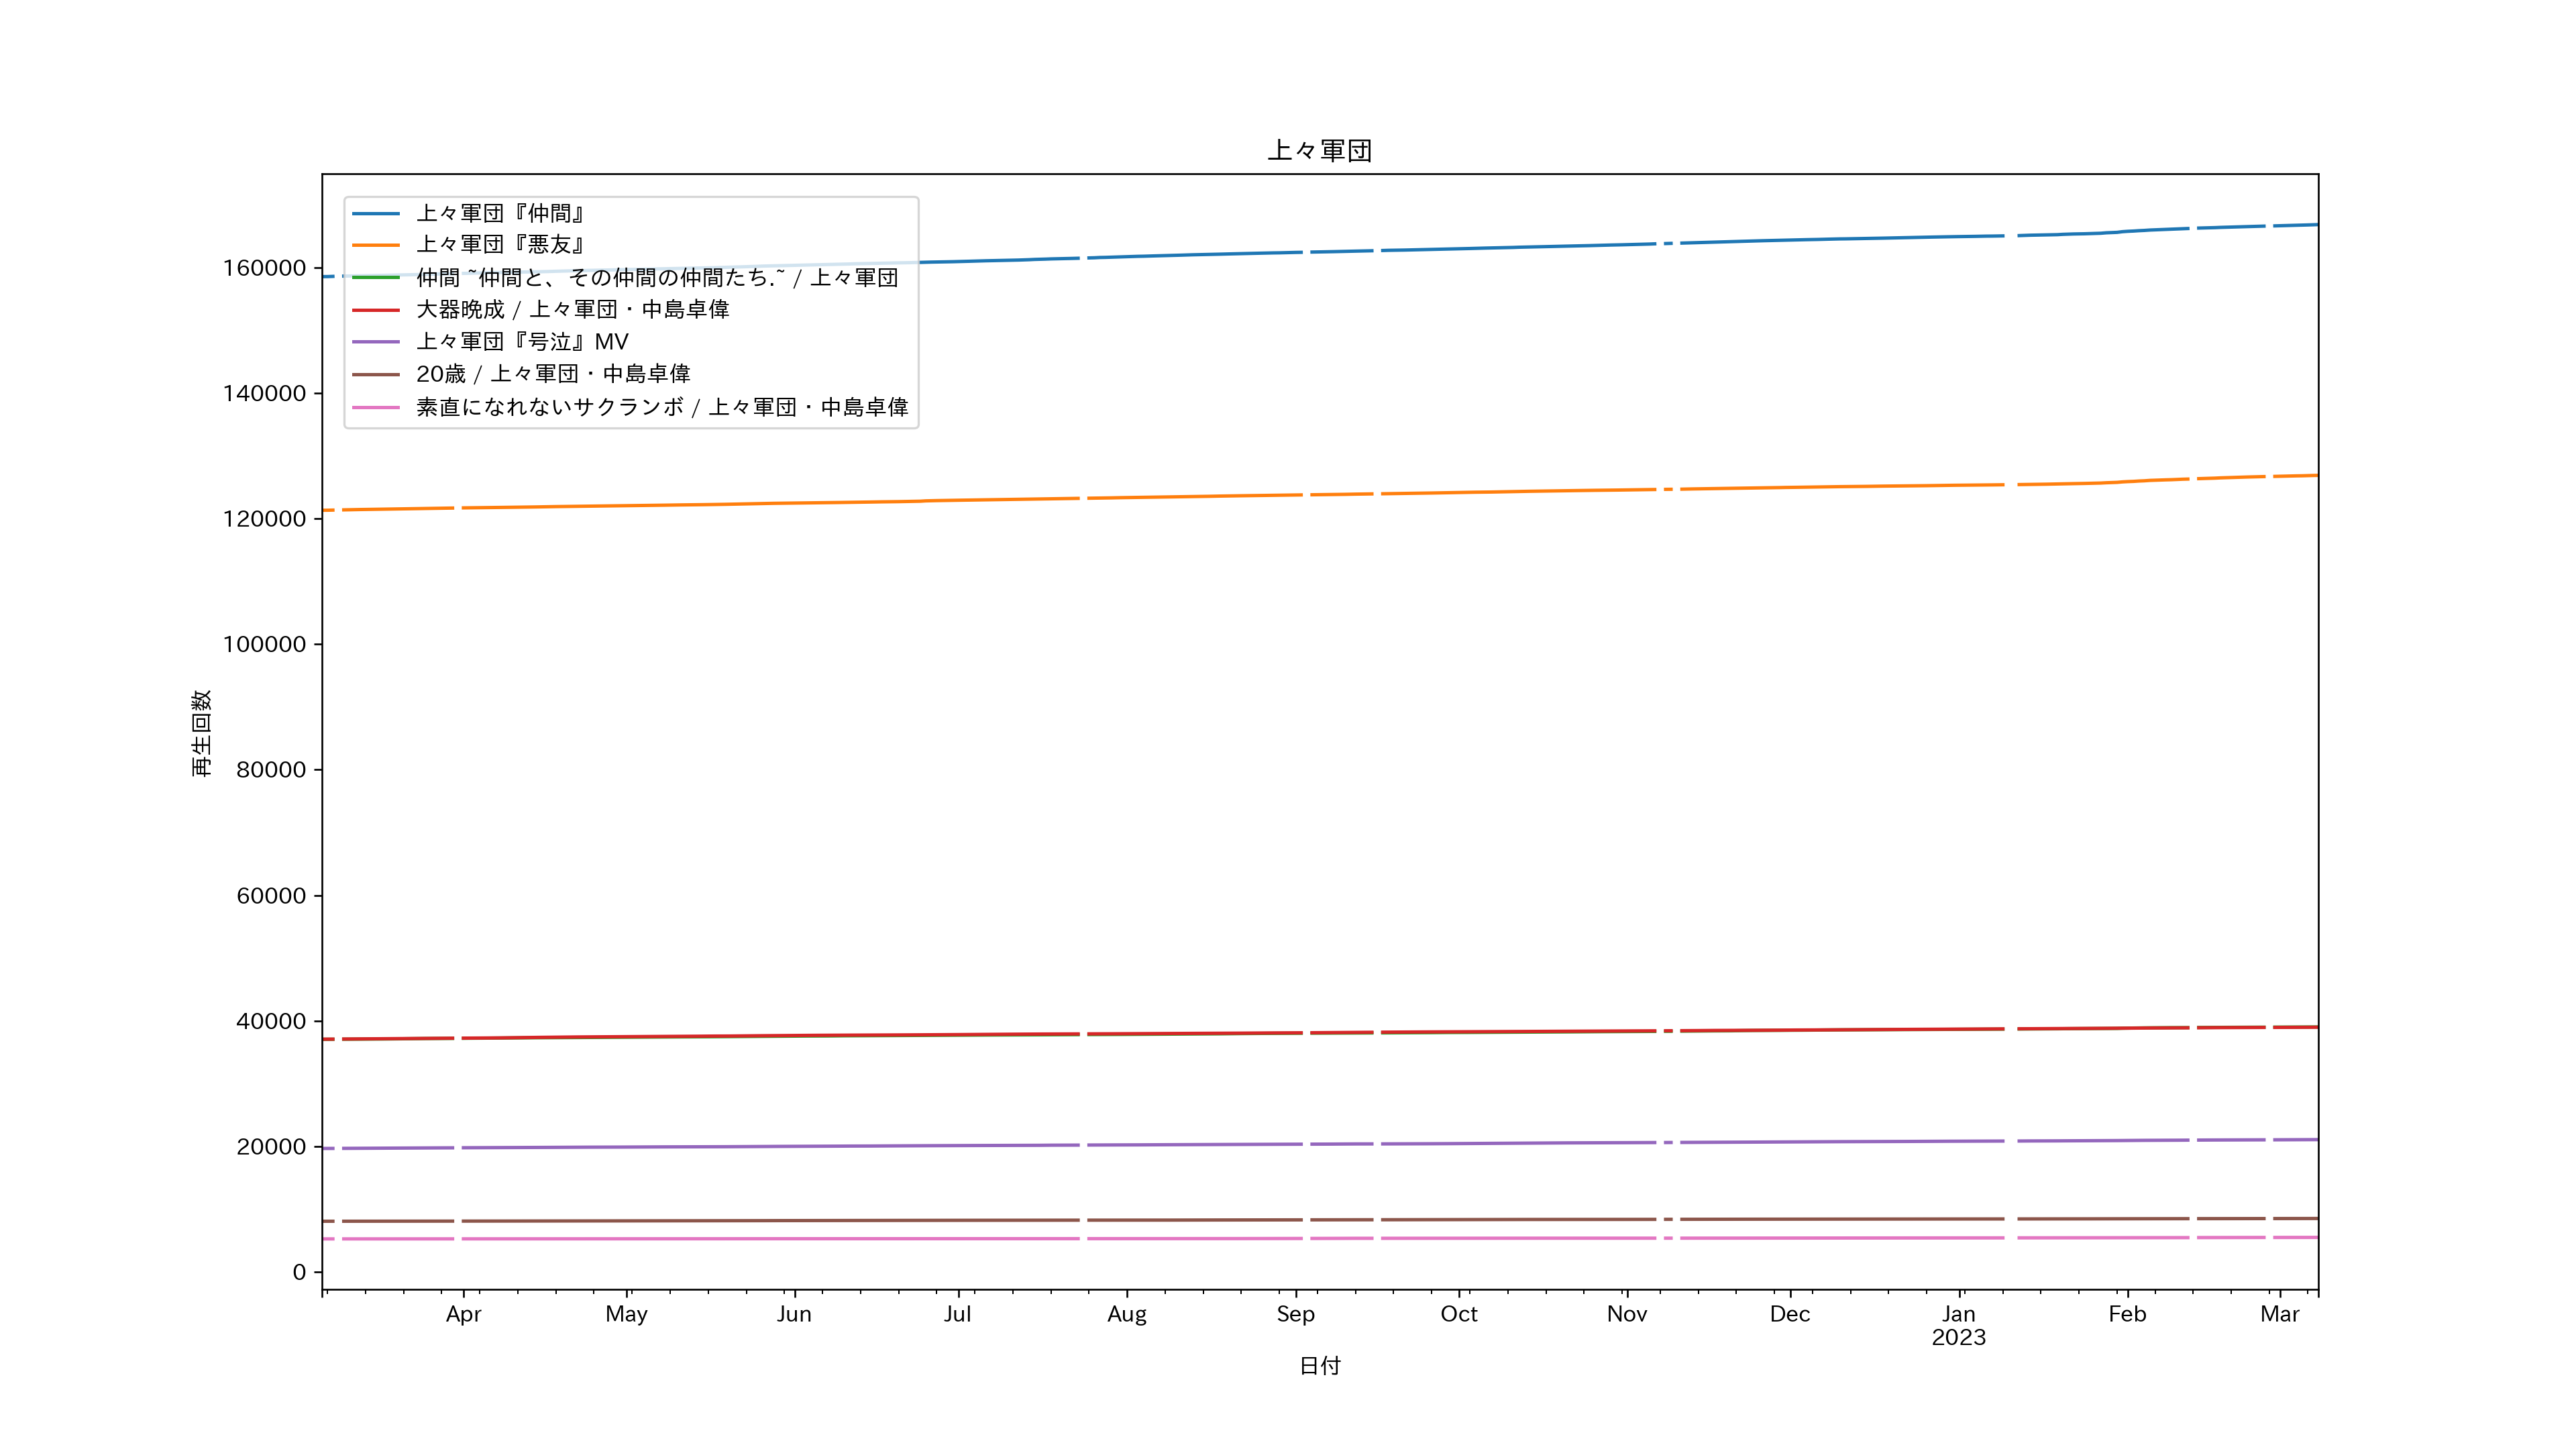 上々軍団
上々軍団『仲間』
上々軍団『悪友』
仲間 ~仲間と、その仲間の仲間たち.~ / 上々軍団
大器晩成 / 上々軍団・中島卓偉
上々軍団『号泣』MV
20歳 / 上々軍団・中島卓偉
素直になれないサクランボ / 上々軍団・中島卓偉
160000
140000
120000
100000
80000
60000
40000
20000
0
再生回数
Apr May Jun Jul Aug Sep Oct Nov Dec Jan Feb Mar
2023
日付